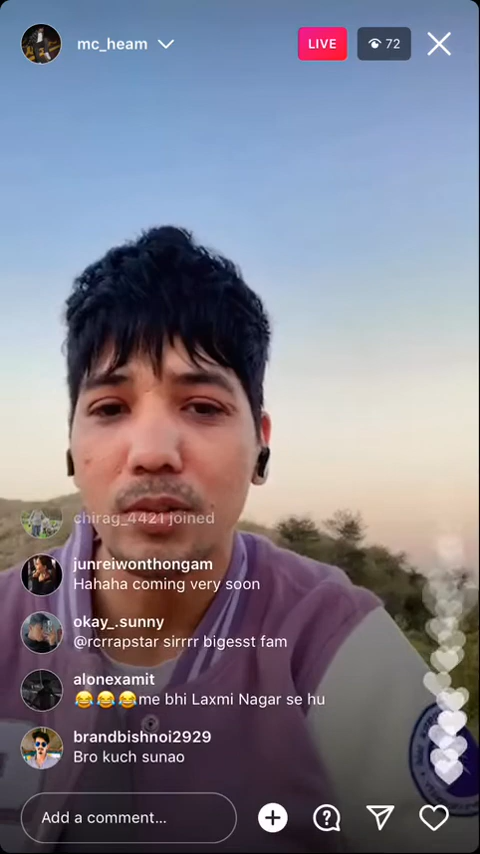 mc_heam
LIVE
72
chirag_4421 joined
junreiwonthongam
Hahaha coming very soon
okay_.sunny
@rcrrapstar sirrrr bigesst fam
alonexamit
😂😂😂me bhi Laxmi Nagar se hu
brandbishnoi2929
Bro kuch sunao
Add a comment...